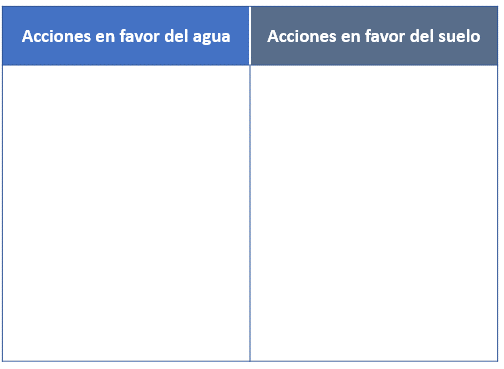 Acciones en favor del agua
Acciones en favor del suelo